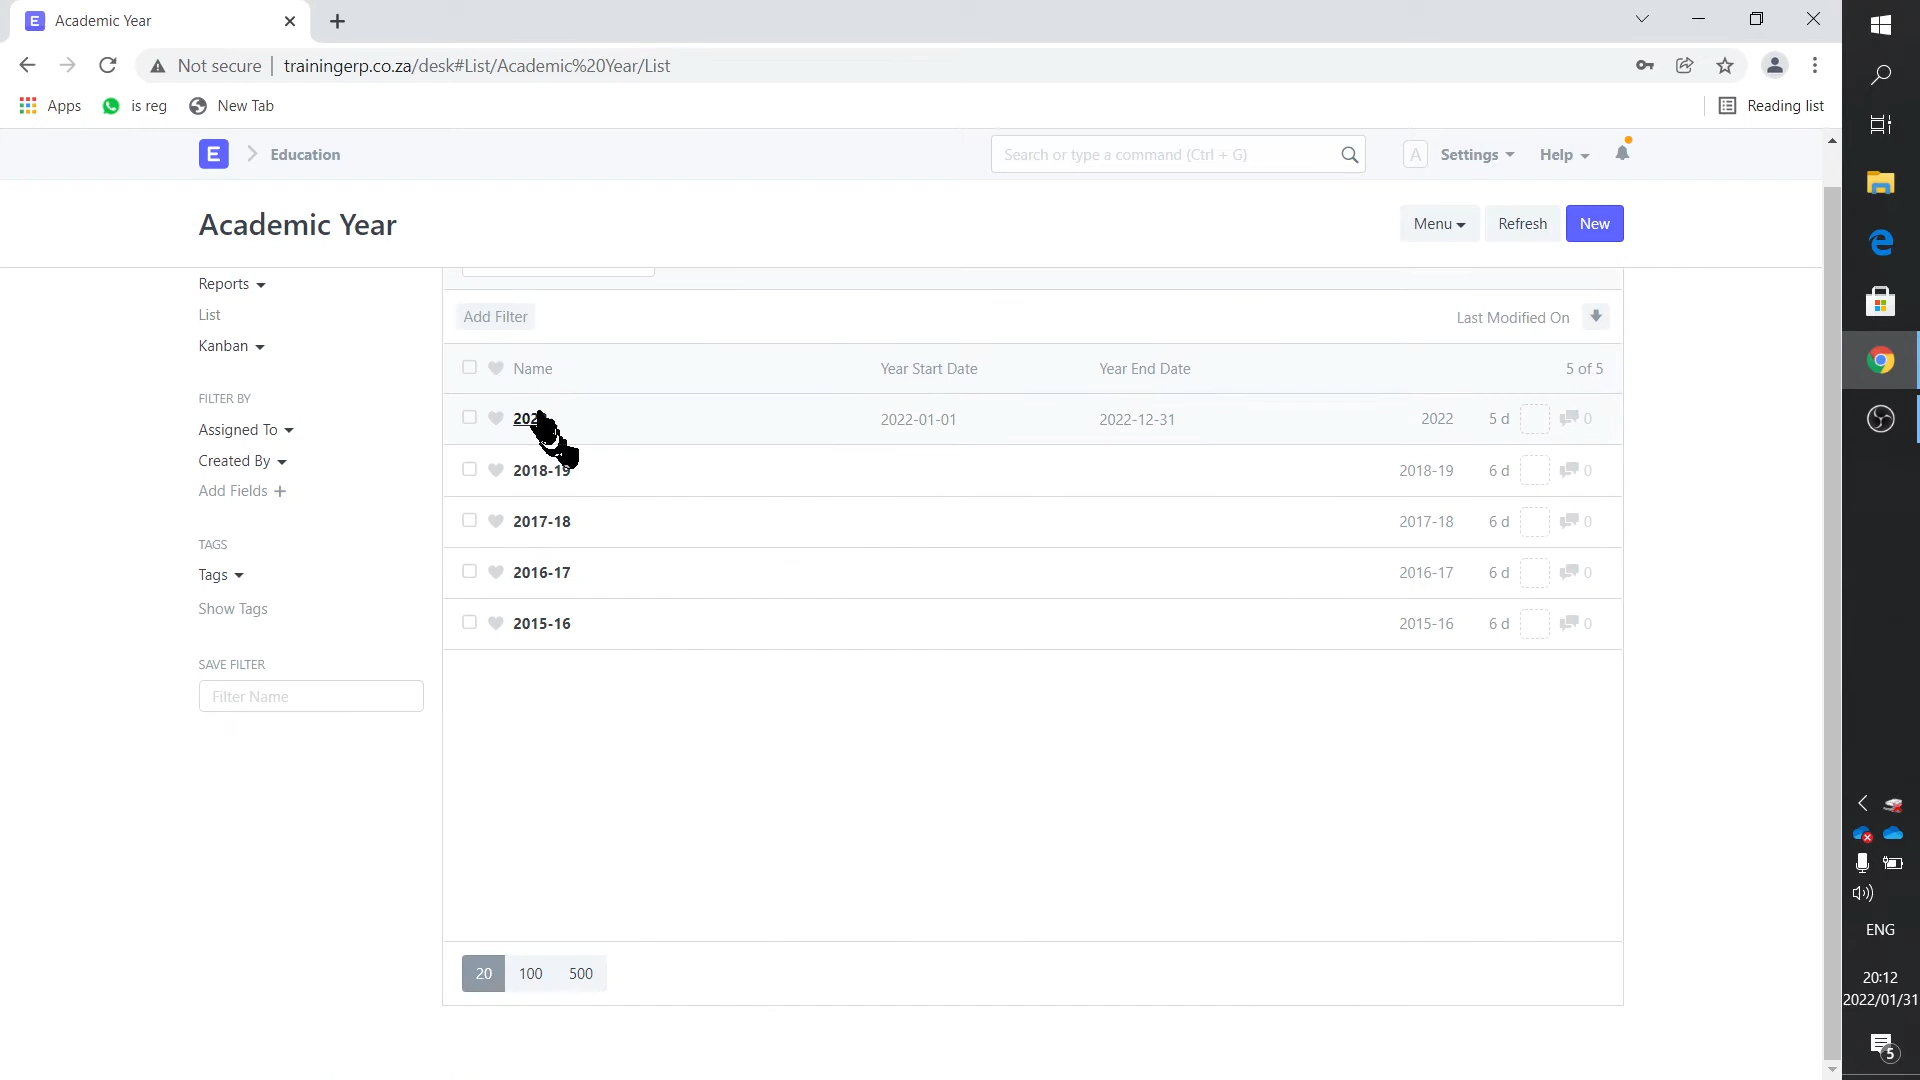 Academic Year
Not secure | trainingerp.co.za/desk#List/Academic%20Year/List
Apps is reg New Tab Reading list
E Education Search or type a command (Ctrl + G) A Settings Help
Academic Year Menu Refresh New
Reports
List
Kanban
FILTER BY
Assigned To
Created By
Add Fields
TAGS
Tags
Show Tags
SAVE FILTER
Filter Name
Add Filter Last Modified On
Name Year Start Date Year End Date 5 of 5
2022-01-01 2022-12-31 2022 5 d 0
2018-19 2018-19 6 d 0
2017-18 2017-18 6 d 0
2016-17 2016-17 6 d 0
2015-16 2015-16 6 d 0
20 100 500
ENG
20:12
2022/01/31
5